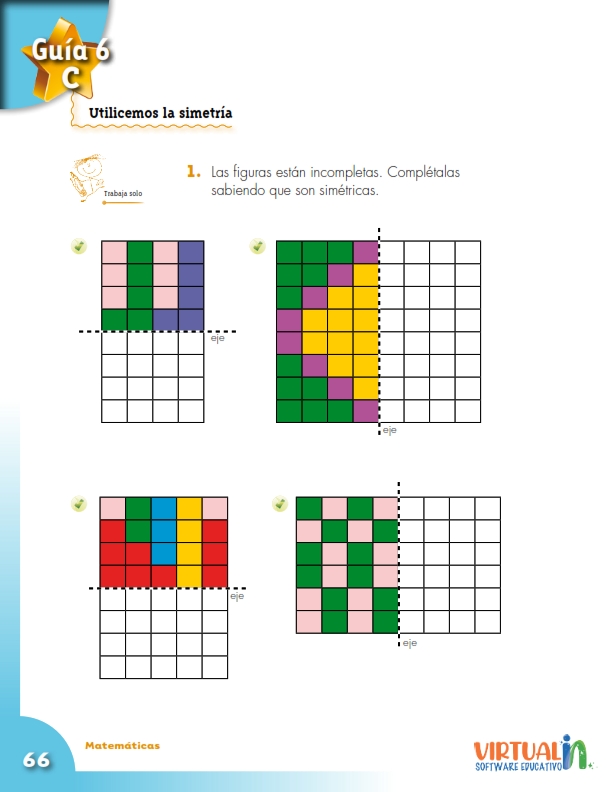 Guía 6
C
Utilicemos la simetría
Trabaja solo
1. Las figuras están incompletas. Complétalas
sabiendo que son simétricas.
eje
eje
eje
eje
Matemáticas
66
VIRTUAL in
SOFTWARE EDUCATIVO